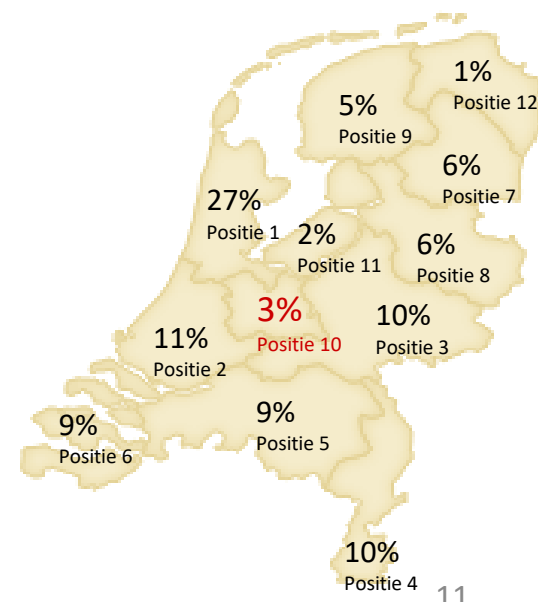 1%
Positie 12
5%
Positie 9
6%
Positie 7
27%
Positie 1
2%
Positie 11
6%
Positie 8
3%
Positie 10
10%
Positie 3
11%
Positie 2
9%
Positie 5
9%
Positie 6
10%
Positie 4
11